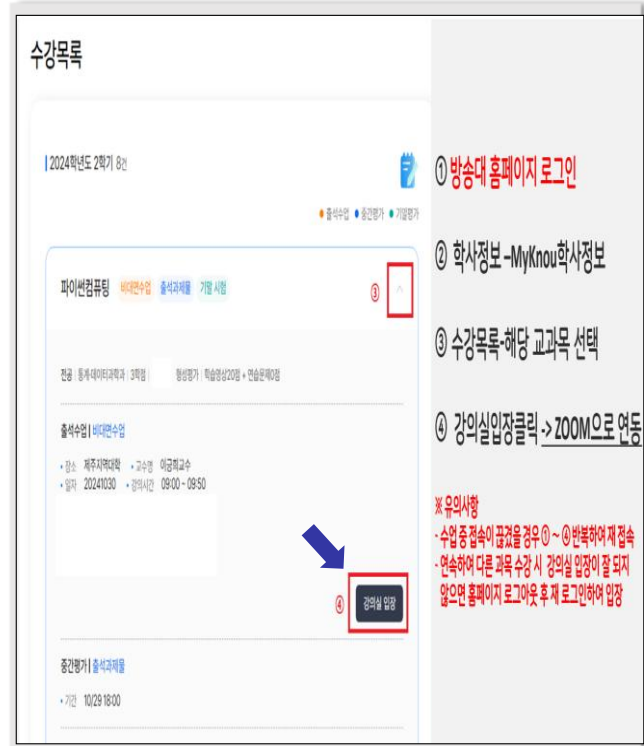 수강목록
2024학년도 2학기 8건
출석수업 중간평가 기말평가
파이썬컴퓨팅 비대면수업 출석과제물 기말 시험 ③
전공 | 통계·데이터과학과 | 3학점 | 형성평가 | 학습영상20점 + 연습문제0점
출석수업 | 비대면수업
• 장소 제주지역대학 • 교수명 이긍희교수
• 일자 20241030 • 강의시간 09:00 ~ 09:50
④ 강의실 입장
중간평가 | 출석과제물
• 기간 10/29 18:00
① 방송대 홈페이지 로그인
② 학사정보 –MyKnou학사정보
③ 수강목록-해당 교과목 선택
④ 강의실입장클릭 -> ZOOM으로 연동
※ 유의사항
- 수업 중 접속이 끊겼을 경우 ① ~ ④ 반복하여 재 접속
- 연속하여 다른 과목 수강 시 강의실 입장이 잘 되지
않으면 홈페이지 로그아웃 후 재 로그인하여 입장